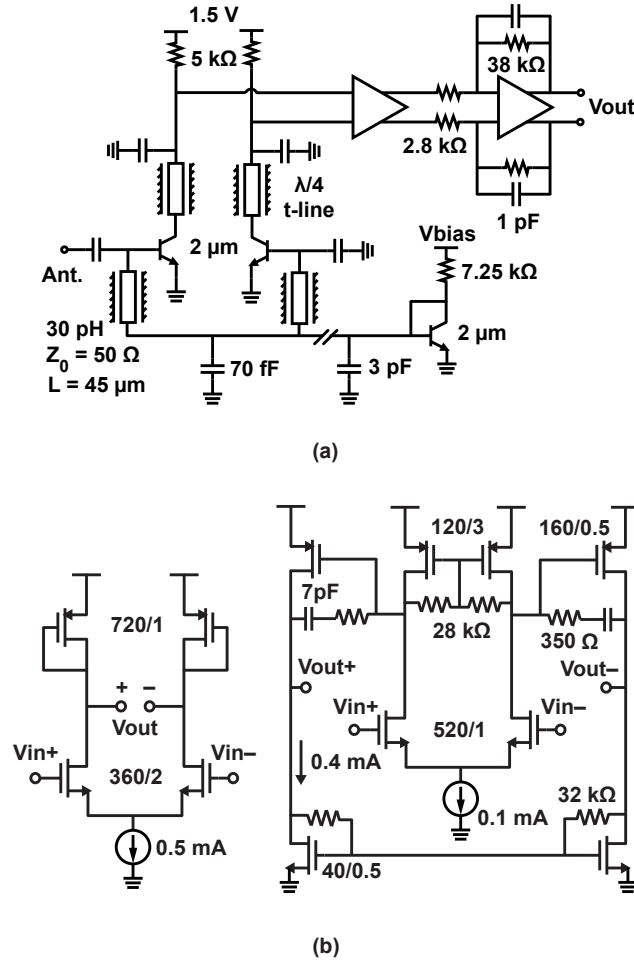 1.5 V
5 kΩ
38 kΩ
Vout
2.8 kΩ
λ/4
t-line
1 pF
2 μm
Vbias
Ant.
7.25 kΩ
30 pH
2 μm
Z0 = 50 Ω
70 fF
3 pF
L = 45 μm
(a)
120/3
160/0.5
720/1
7pF
28 kΩ
350 Ω
+ −
Vout
Vout+
Vout−
Vin+
Vin−
Vin+
520/1
Vin−
360/2
0.4 mA
0.5 mA
0.1 mA
32 kΩ
40/0.5
(b)